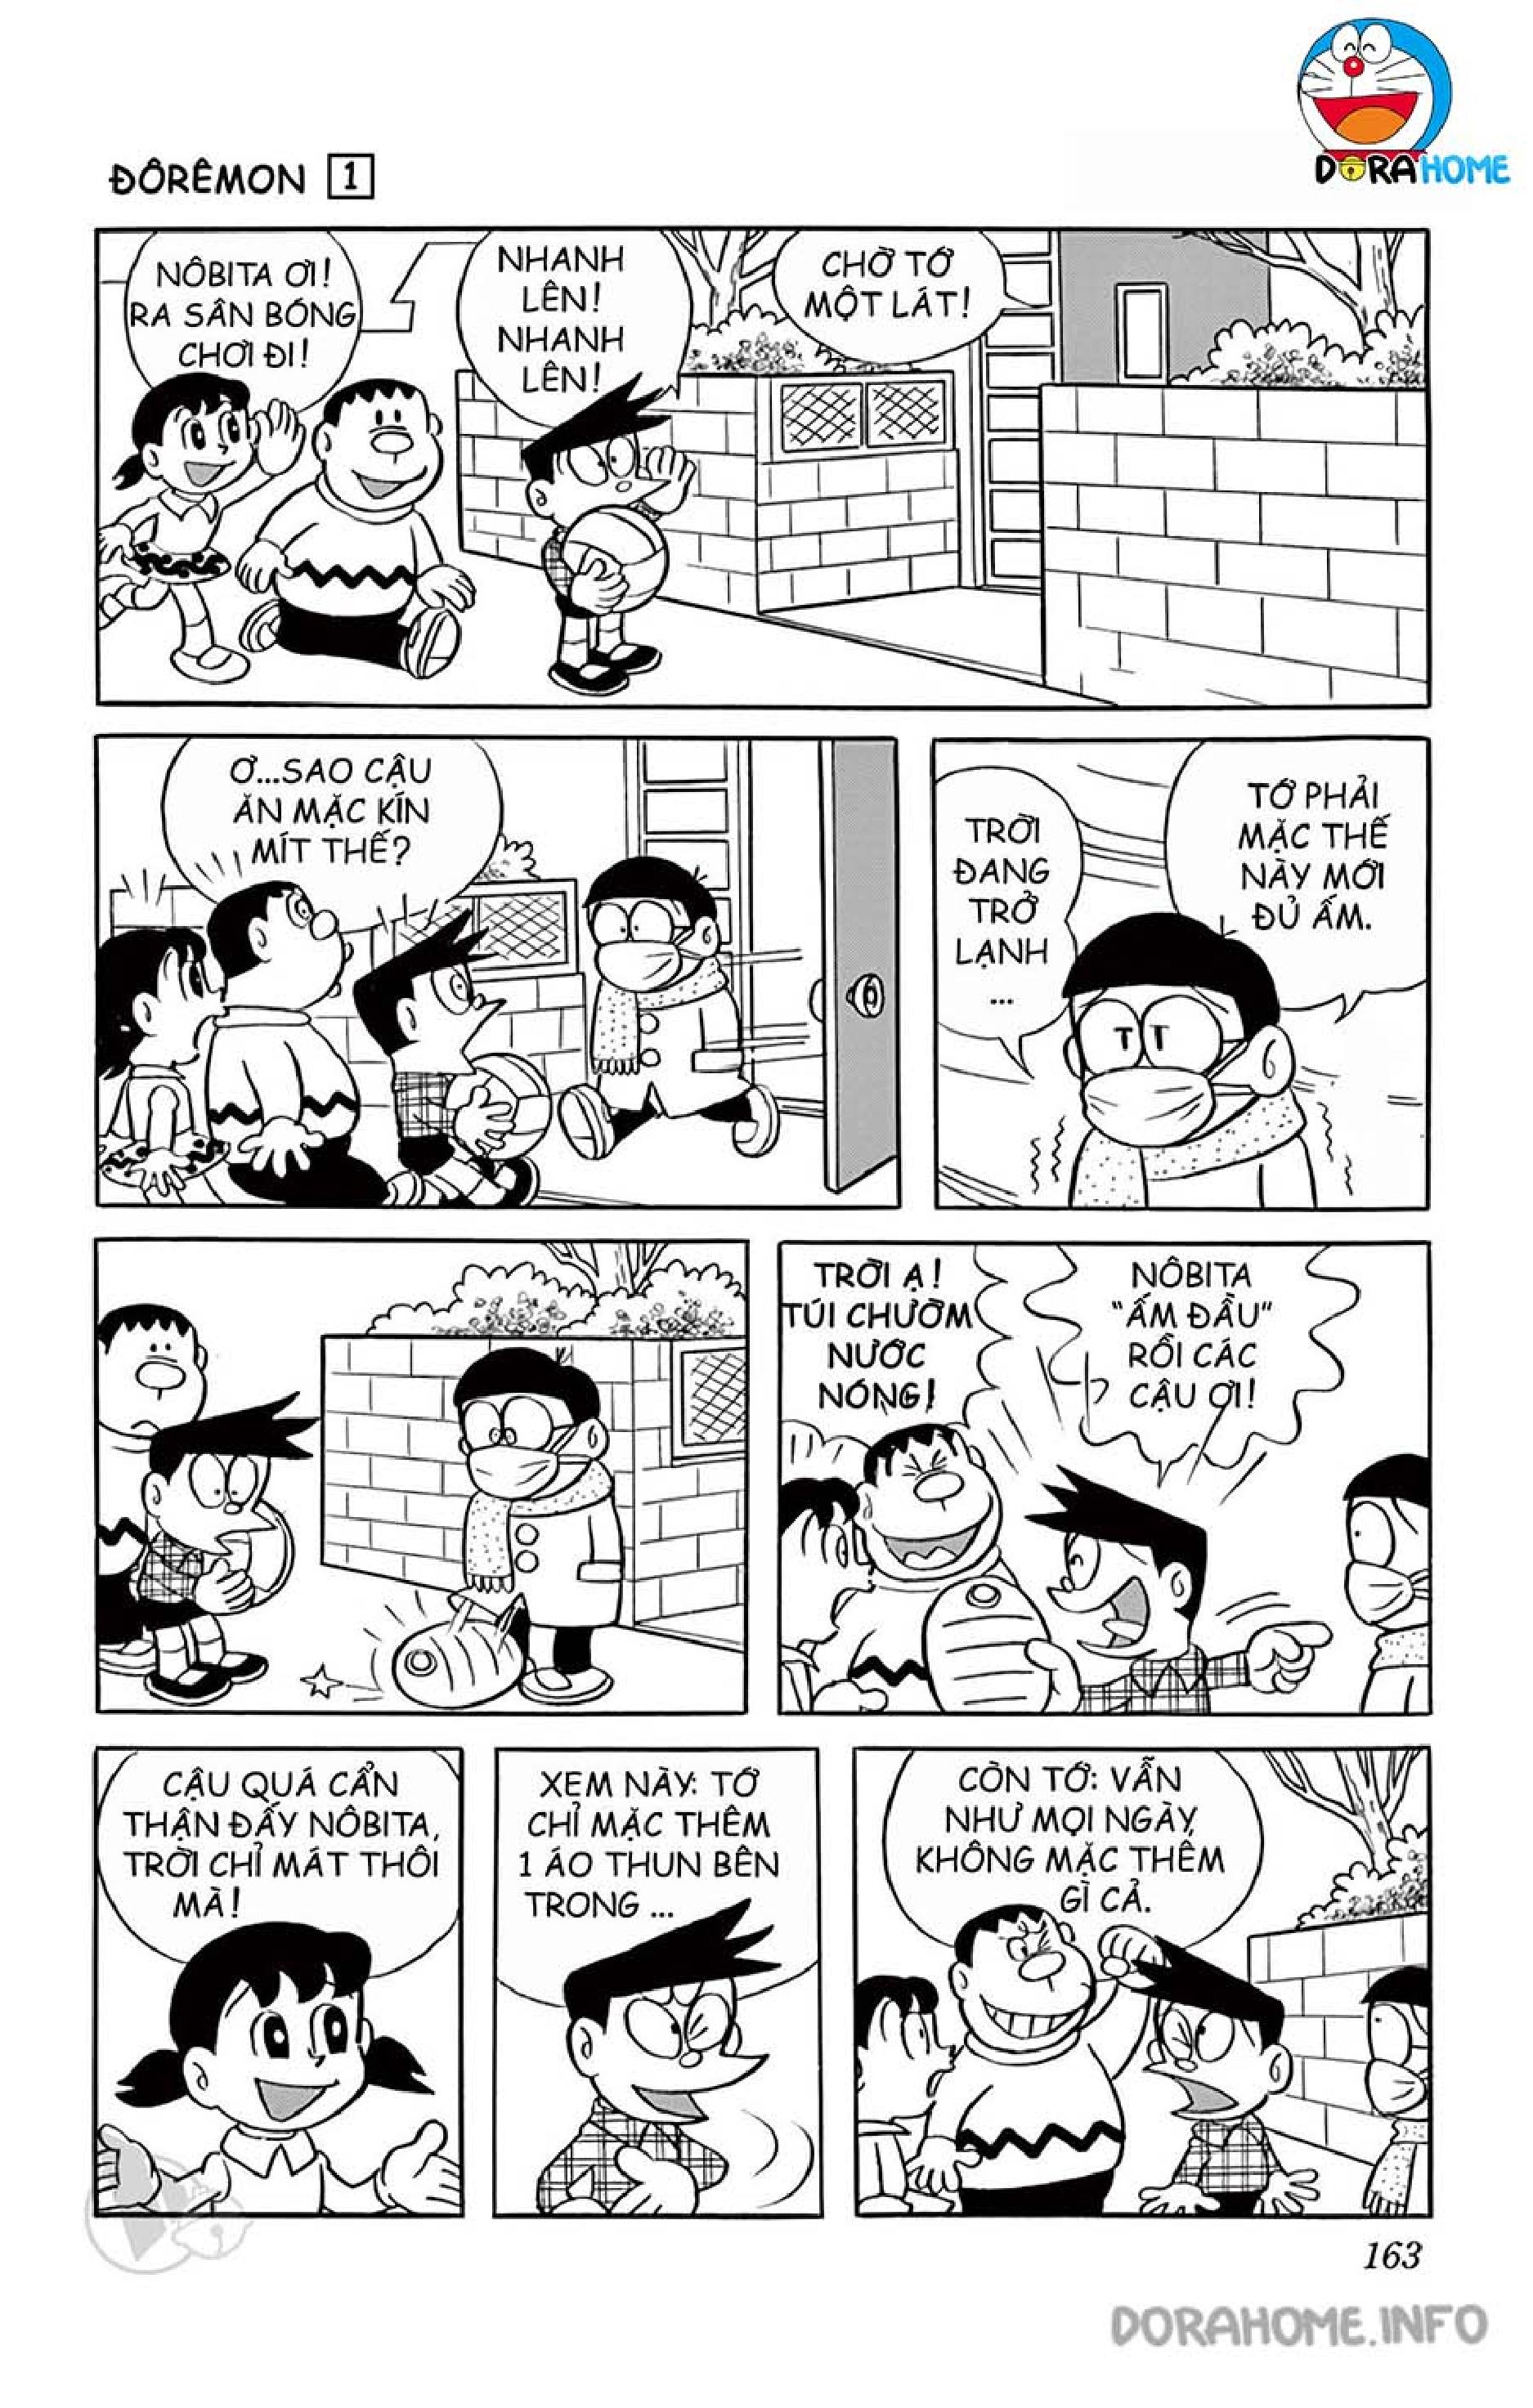 DORAHOME
ĐÔRÊMON 1
NÔBITA ƠI!
RA SÂN BÓNG
CHƠI ĐI!
NHANH
LÊN!
NHANH
LÊN!
CHỜ TỚ
MỘT LÁT!
Ơ...SAO CẬU
ĂN MẶC KÍN
MÍT THẾ?
TRỜI
ĐANG
TRỞ
LẠNH
...
TỚ PHẢI
MẶC THẾ
NÀY MỚI
ĐỦ ẤM.
TRỜI Ạ!
TÚI CHƯỜM
NƯỚC
NÓNG!
NÔBITA
"ẤM ĐẦU"
RỒI CÁC
CẬU ƠI!
CẬU QUÁ CẨN
THẬN ĐẤY NÔBITA,
TRỜI CHỈ MÁT THÔI
MÀ!
XEM NÀY: TỚ
CHỈ MẶC THÊM
1 ÁO THUN BÊN
TRONG ...
CÒN TỚ: VẪN
NHƯ MỌI NGÀY,
KHÔNG MẶC THÊM
GÌ CẢ.
163
DORAHOME.INFO